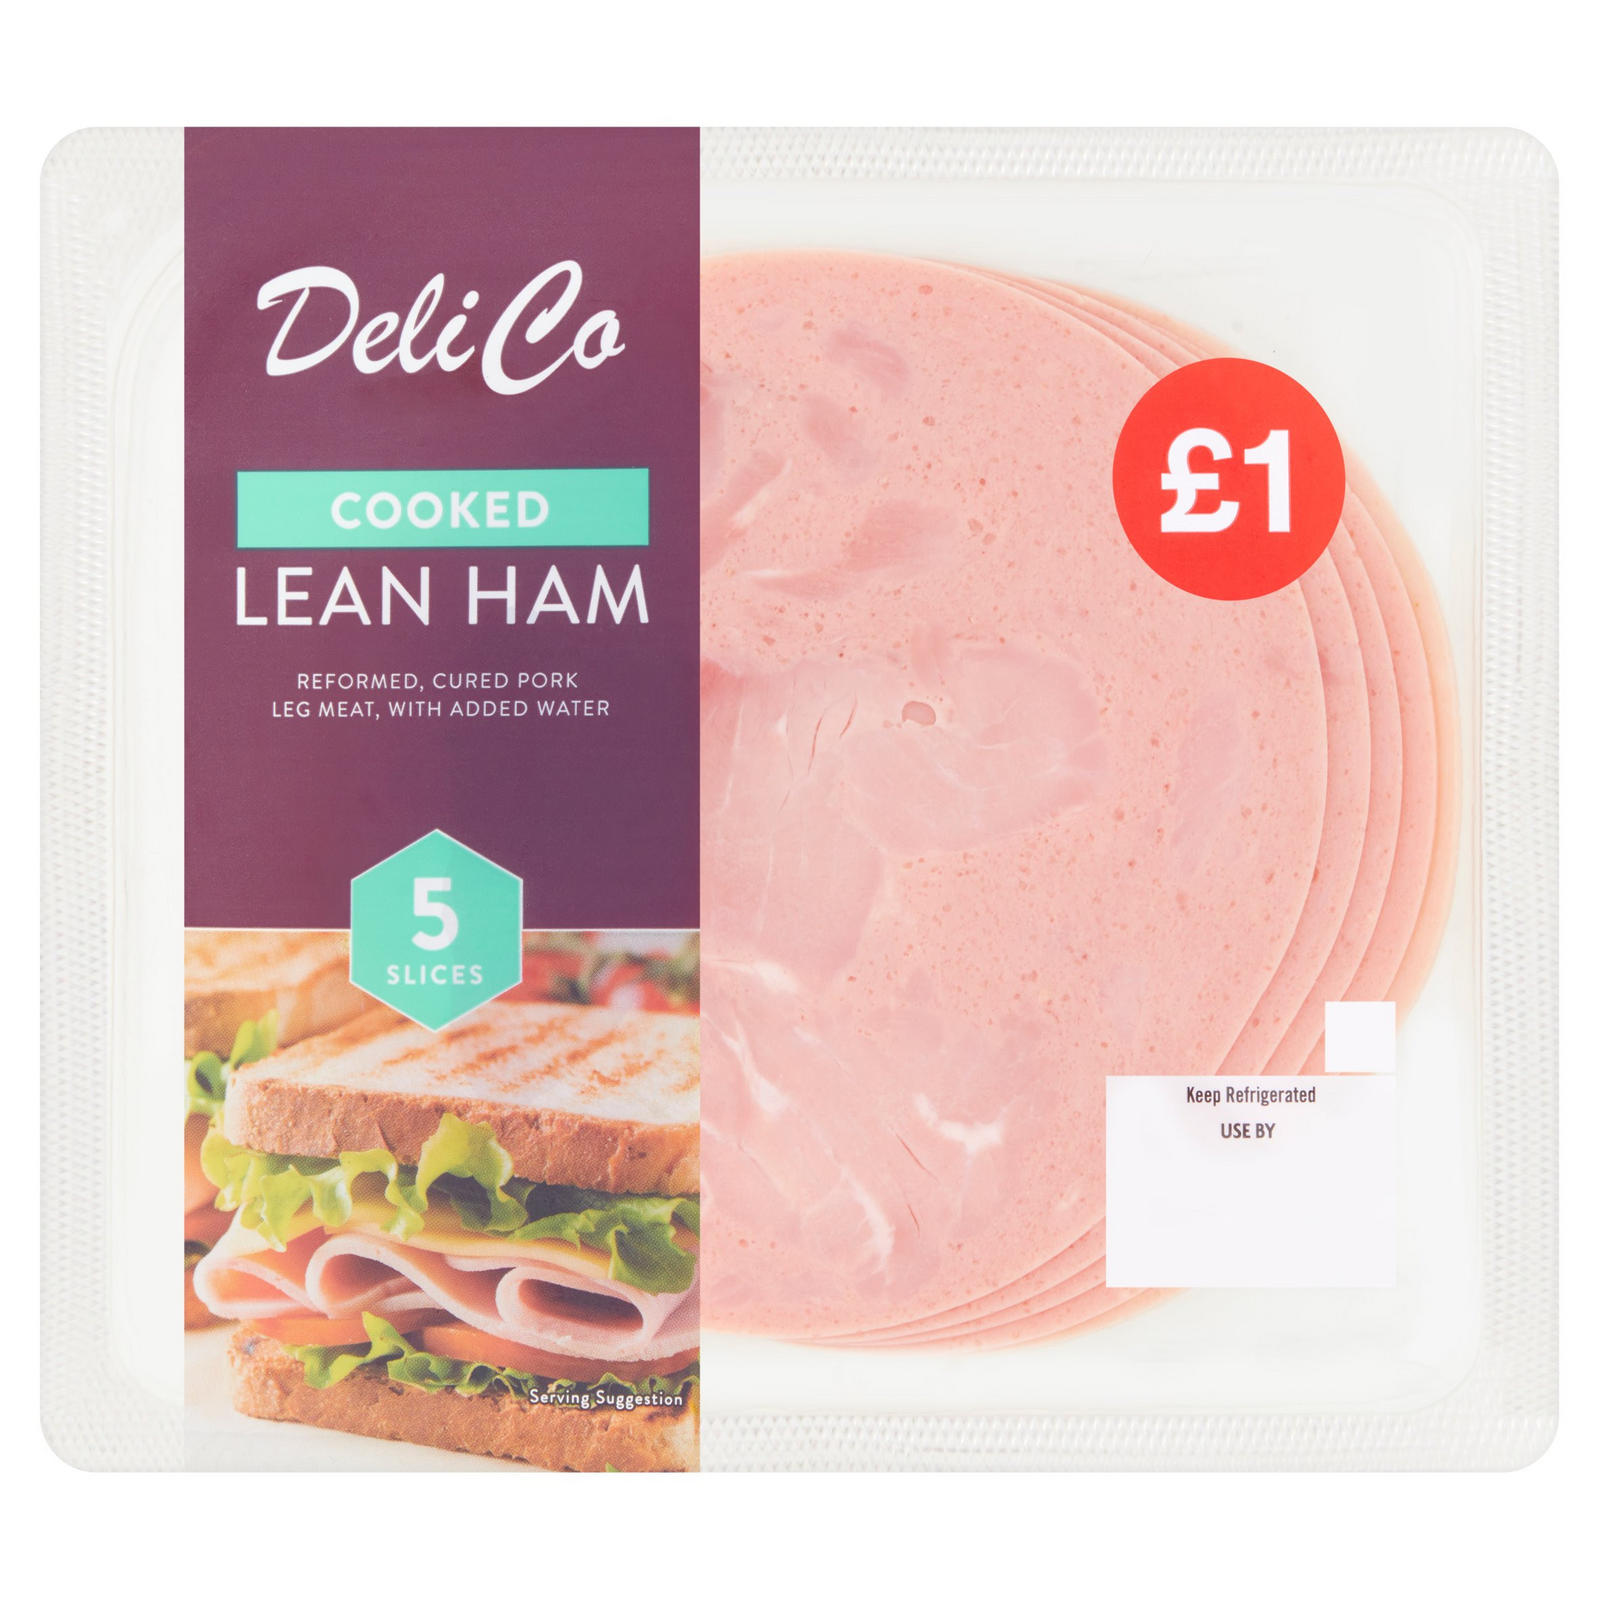 Deli Co
COOKED
LEAN HAM
REFORMED, CURED PORK
LEG MEAT, WITH ADDED WATER
5
SLICES
Serving Suggestion
£1
Keep Refrigerated
USE BY